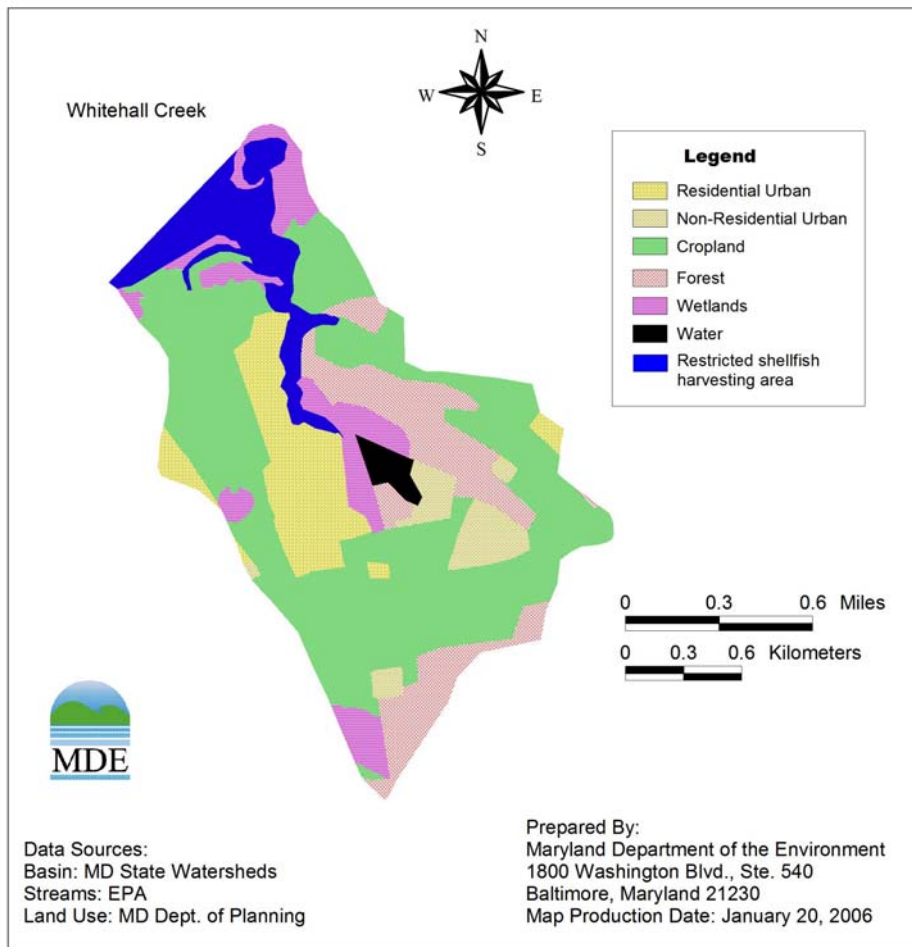 Whitehall Creek
N
W
E
S
Legend
Residential Urban
Non-Residential Urban
Cropland
Forest
Wetlands
Water
Restricted shellfish
harvesting area
0 0.3 0.6 Miles
0 0.3 0.6 Kilometers
MDE
Data Sources:
Basin: MD State Watersheds
Streams: EPA
Land Use: MD Dept. of Planning
Prepared By:
Maryland Department of the Environment
1800 Washington Blvd., Ste. 540
Baltimore, Maryland 21230
Map Production Date: January 20, 2006